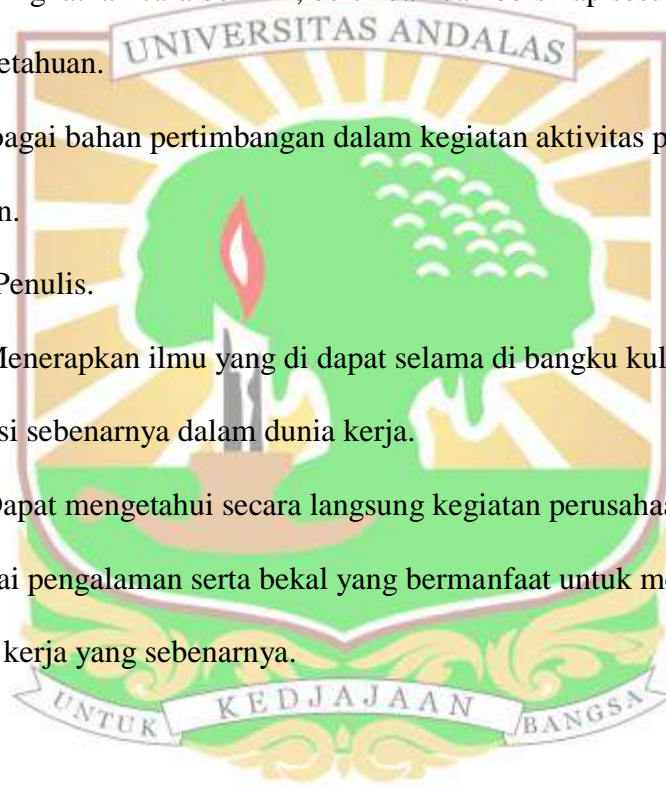 UNIVERSITAS ANDALAS
etahuan.
bagai bahan pertimbangan dalam kegiatan aktivitas p
n.
Penulis.
Menerapkan ilmu yang di dapat selama di bangku kul
si sebenarnya dalam dunia kerja.
Dapat mengetahui secara langsung kegiatan perusahaa
ai pengalaman serta bekal yang bermanfaat untuk me
kerja yang sebenarnya.
UNTUK KEDJAJAAN BANGSA